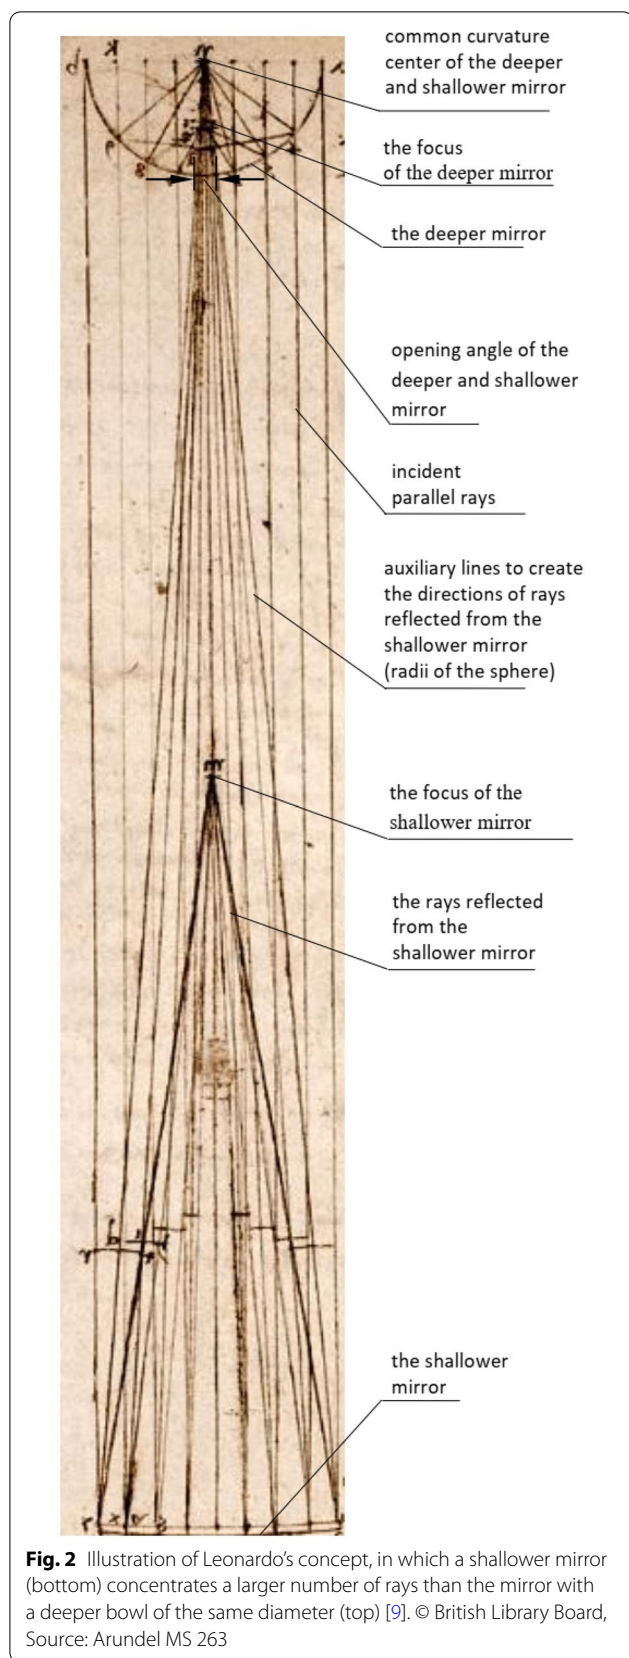 common curvature
center of the deeper
and shallower mirror
the focus
of the deeper mirror
the deeper mirror
opening angle of the
deeper and shallower
mirror
incident
parallel rays
auxiliary lines to create
the directions of rays
reflected from the
shallower mirror
(radii of the sphere)
the focus of the
shallower mirror
the rays reflected
from the
shallower mirror
the shallower
mirror
Fig. 2 Illustration of Leonardo's concept, in which a shallower mirror
(bottom) concentrates a larger number of rays than the mirror with
a deeper bowl of the same diameter (top) [9]. © British Library Board,
Source: Arundel MS 263